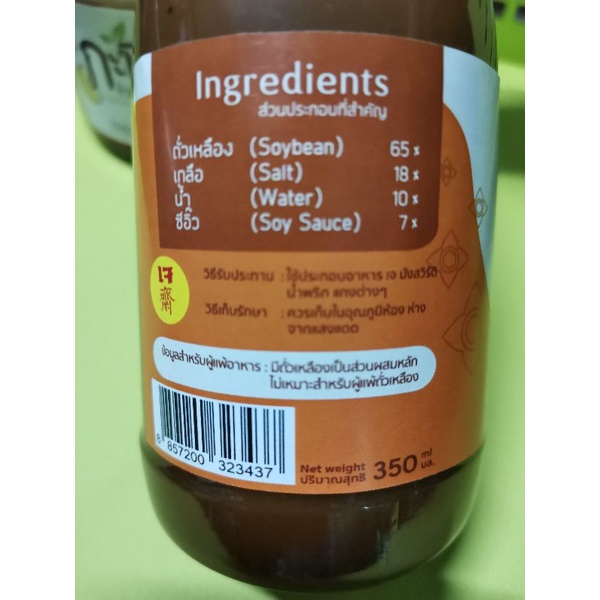 กะ
Ingredients
ส่วนประกอบที่สำคัญ
ถั่วเหลือง (Soybean) 65 %
เกลือ (Salt) 18 %
น้ำ (Water) 10 %
ซีอิ๊ว (Soy Sauce) 7 %
เจ
齋
วิธีรับประทาน : ใช้ประกอบอาหาร เจ มังสวิรัติ
น้ำพริก แกงต่างๆ
วิธีเก็บรักษา : ควรเก็บในอุณภูมิห้อง ห่าง
จากแสงแดด
ข้อมูลสำหรับผู้แพ้อาหาร : มีถั่วเหลืองเป็นส่วนผสมหลัก
ไม่เหมาะสำหรับผู้แพ้ถั่วเหลือง
8 857200 323437
Net weight 350 ml
ปริมาณสุทธิ มล.